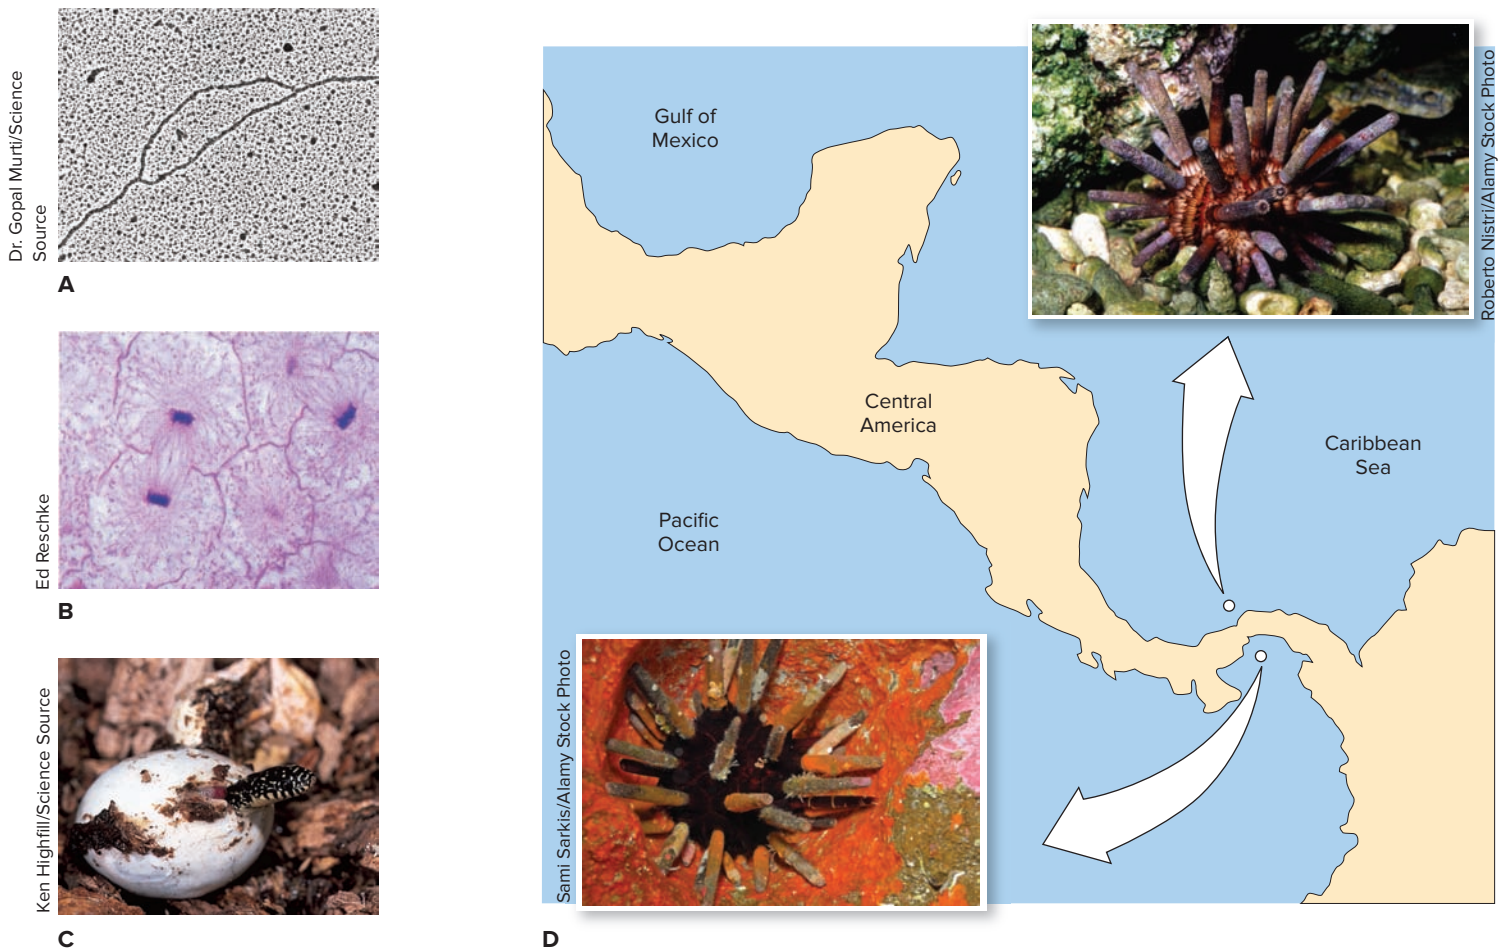 Dr. Gopal Murti/Science
Source
A
Ed Reschke
B
Ken Highfill/Science Source
C
Gulf of
Mexico
Roberto Nistri/Alamy Stock Photo
Central
America
Caribbean
Sea
Pacific
Ocean
Sami Sarkis/Alamy Stock Photo
D